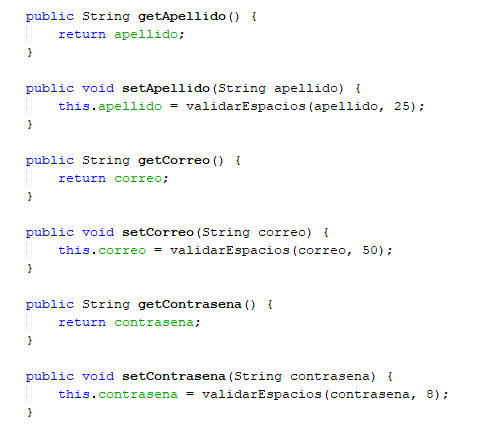 public String getApellido() {
return apellido;
}
public void setApellido(String apellido) {
this.apellido = validarEspacios(apellido, 25);
}
public String getCorreo() {
return correo;
}
public void setCorreo(String correo) {
this.correo = validarEspacios(correo, 50);
}
public String getContrasena() {
return contrasena;
}
public void setContrasena(String contrasena) {
this.contrasena = validarEspacios(contrasena, 8);
}